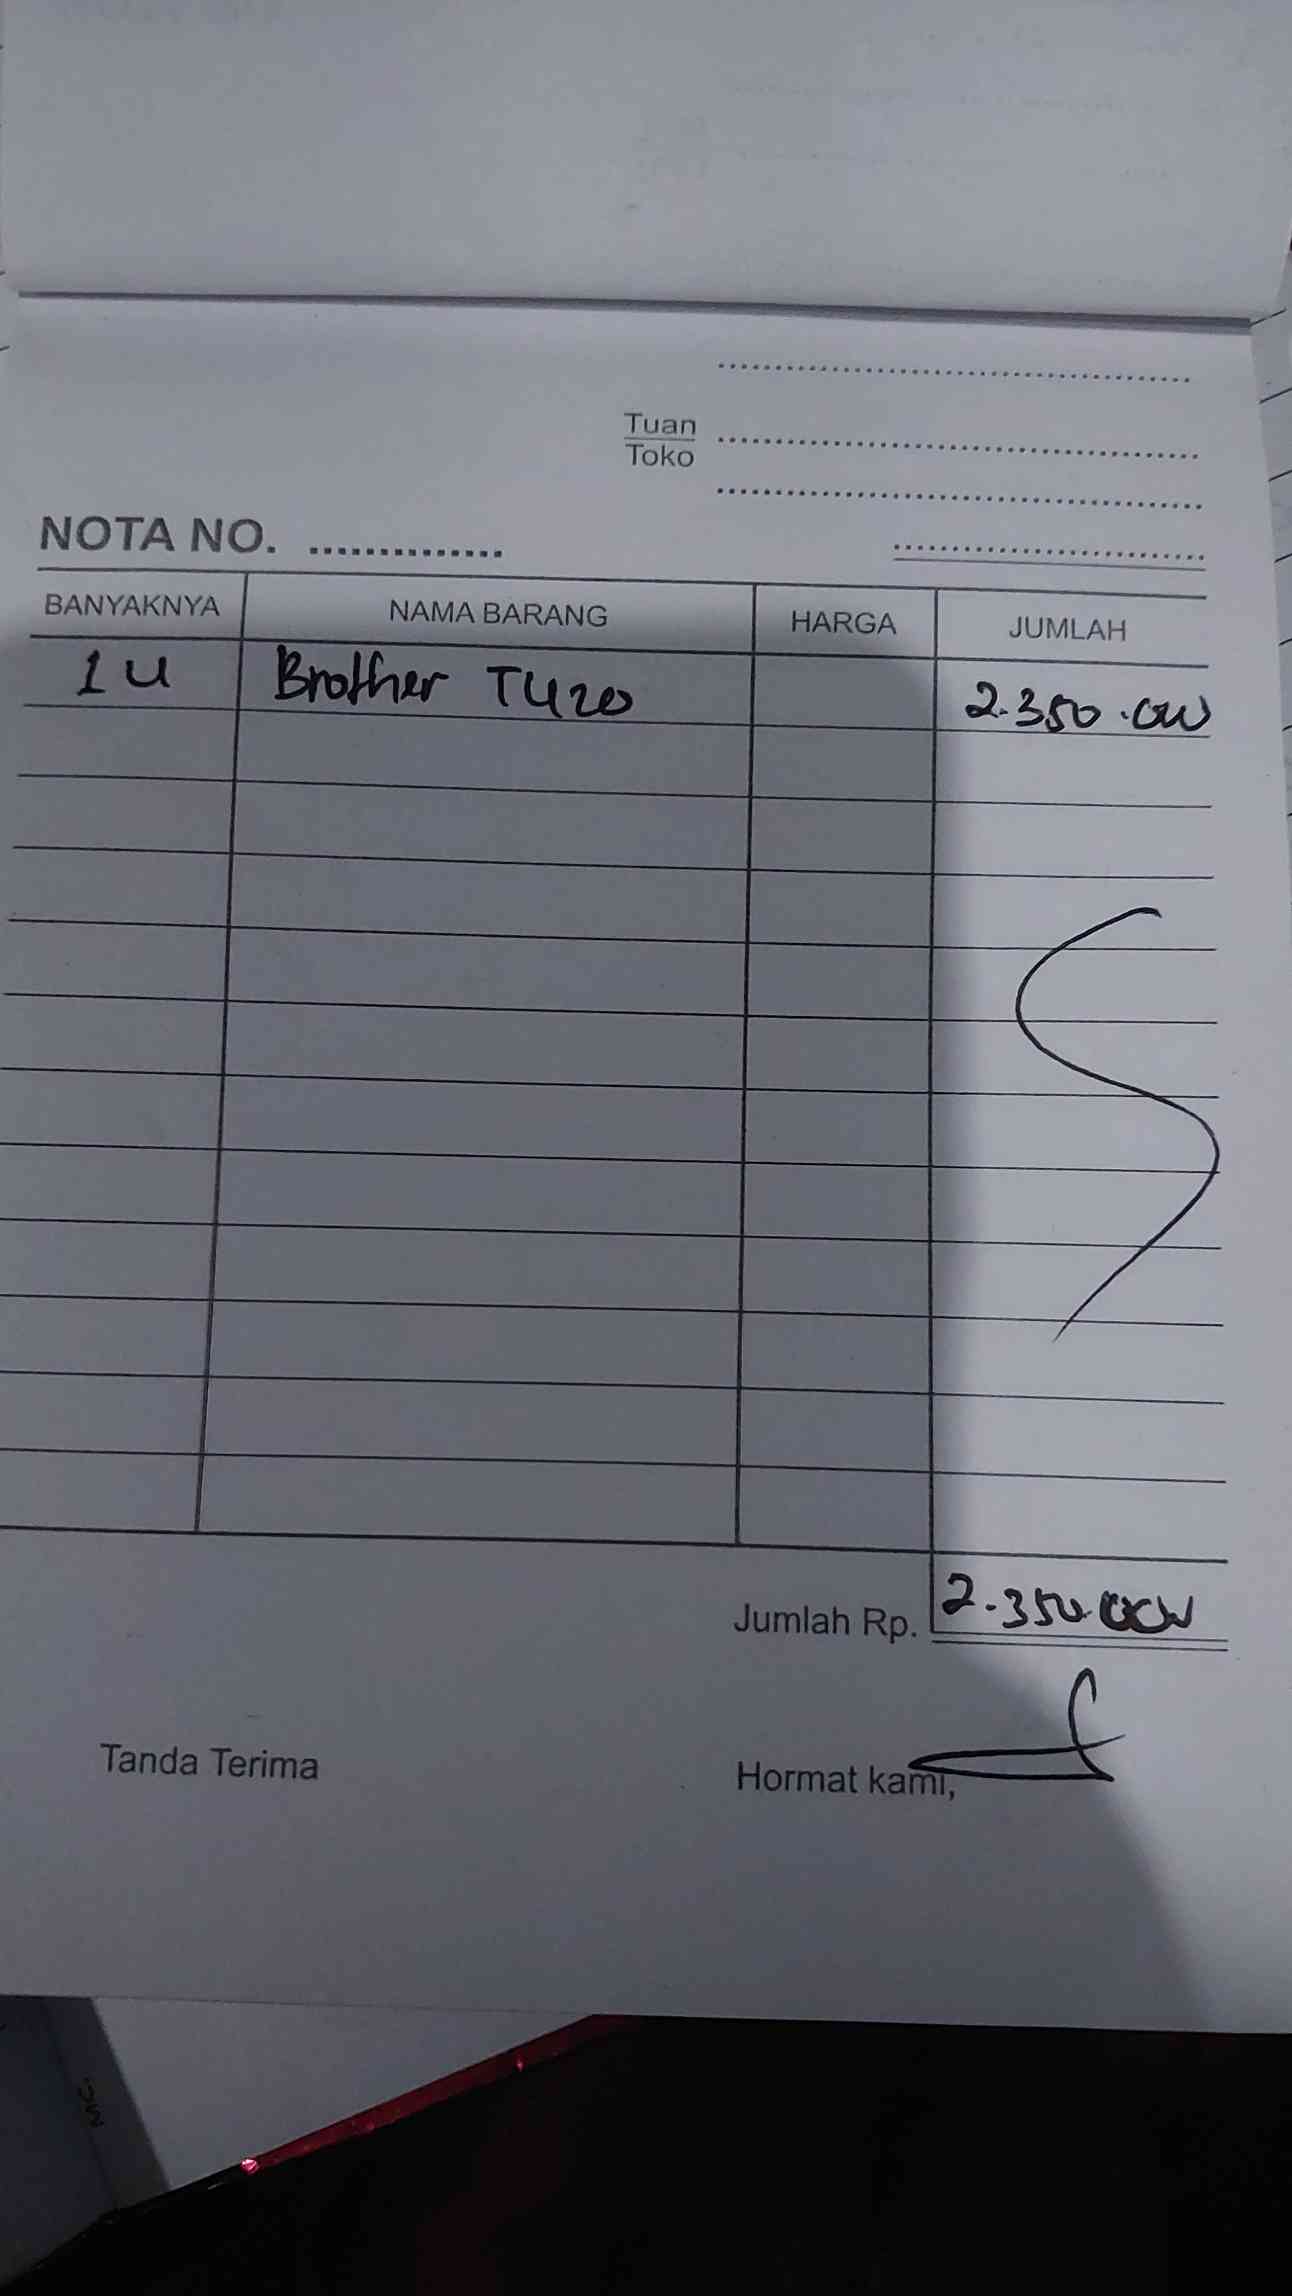 Tuan
Toko
NOTA NO.
BANYAKNYA NAMA BARANG HARGA JUMLAH
1 U Brother T420 2.350.000
Jumlah Rp. 2.350.000
Tanda Terima Hormat kami,
MC.